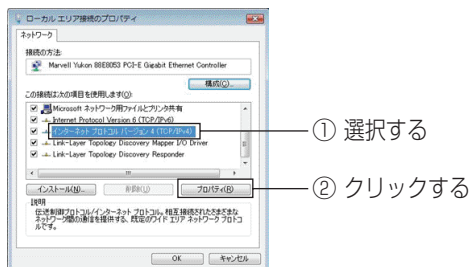 ローカル エリア接続のプロパティ
ネットワーク
接続の方法:
Marvell Yukon 88E8053 PCI-E Gigabit Ethernet Controller
構成(C)...
この接続は次の項目を使用します(O):
Microsoft ネットワーク用ファイルとプリンタ共有
Internet Protocol Version 6 (TCP/IPv6)
インターネット プロトコル バージョン 4 (TCP/IPv4)
① 選択する
Link-Layer Topology Discovery Mapper I/O Driver
Link-Layer Topology Discovery Responder
インストール(N)...
削除(U)
プロパティ(R)
② クリックする
説明
伝送制御プロトコル/インターネット プロトコル。相互接続されたさまざまな
ネットワーク間の通信を提供する、既定のワイド エリア ネットワーク プロトコ
ルです。
OK
キャンセル